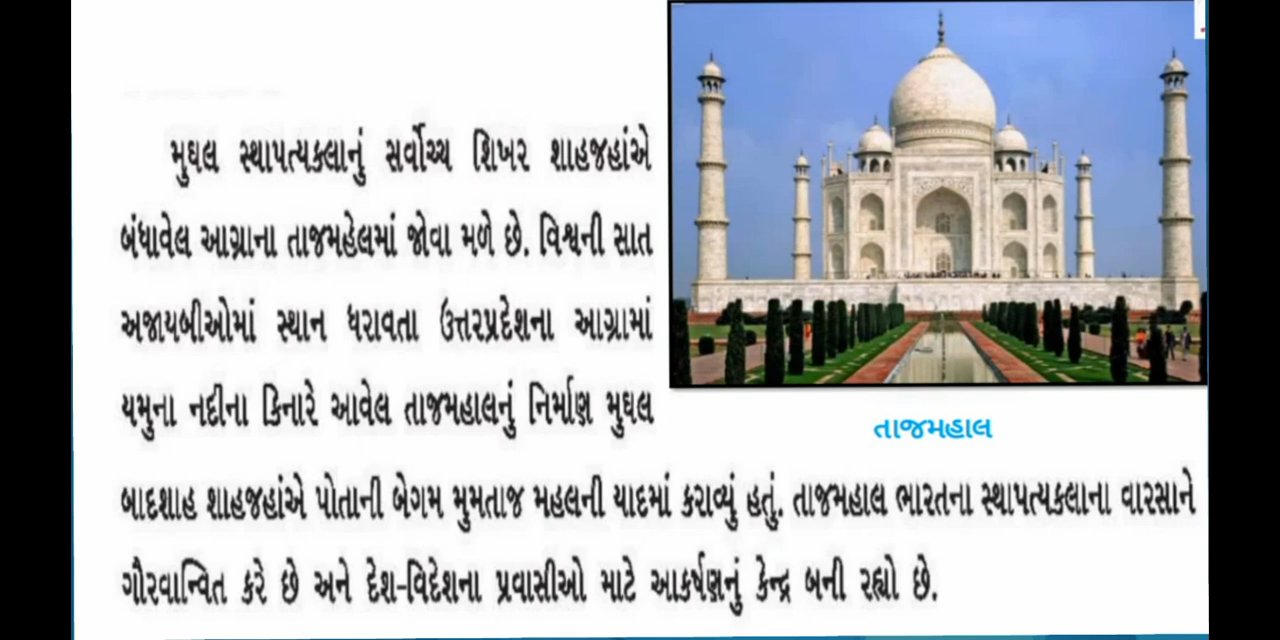 મુઘલ સ્થાપત્યકલાનું સર્વોચ્ચ શિખર શાહજહાંએ
બંધાવેલ આગ્રાના તાજમહેલમાં જોવા મળે છે. વિશ્વની સાત
અજાયબીઓમાં સ્થાન ધરાવતા ઉત્તરપ્રદેશના આગ્રામાં
યમુના નદીના કિનારે આવેલ તાજમહાલનું નિર્માણ મુઘલ
તાજમહાલ
બાદશાહ શાહજહાંએ પોતાની બેગમ મુમતાજ મહલની યાદમાં કરાવ્યું હતું. તાજમહાલ ભારતના સ્થાપત્યકલાના વારસાને
ગૌરવાન્વિત કરે છે અને દેશ-વિદેશના પ્રવાસીઓ માટે આકર્ષણનું કેન્દ્ર બની રહ્યો છે.